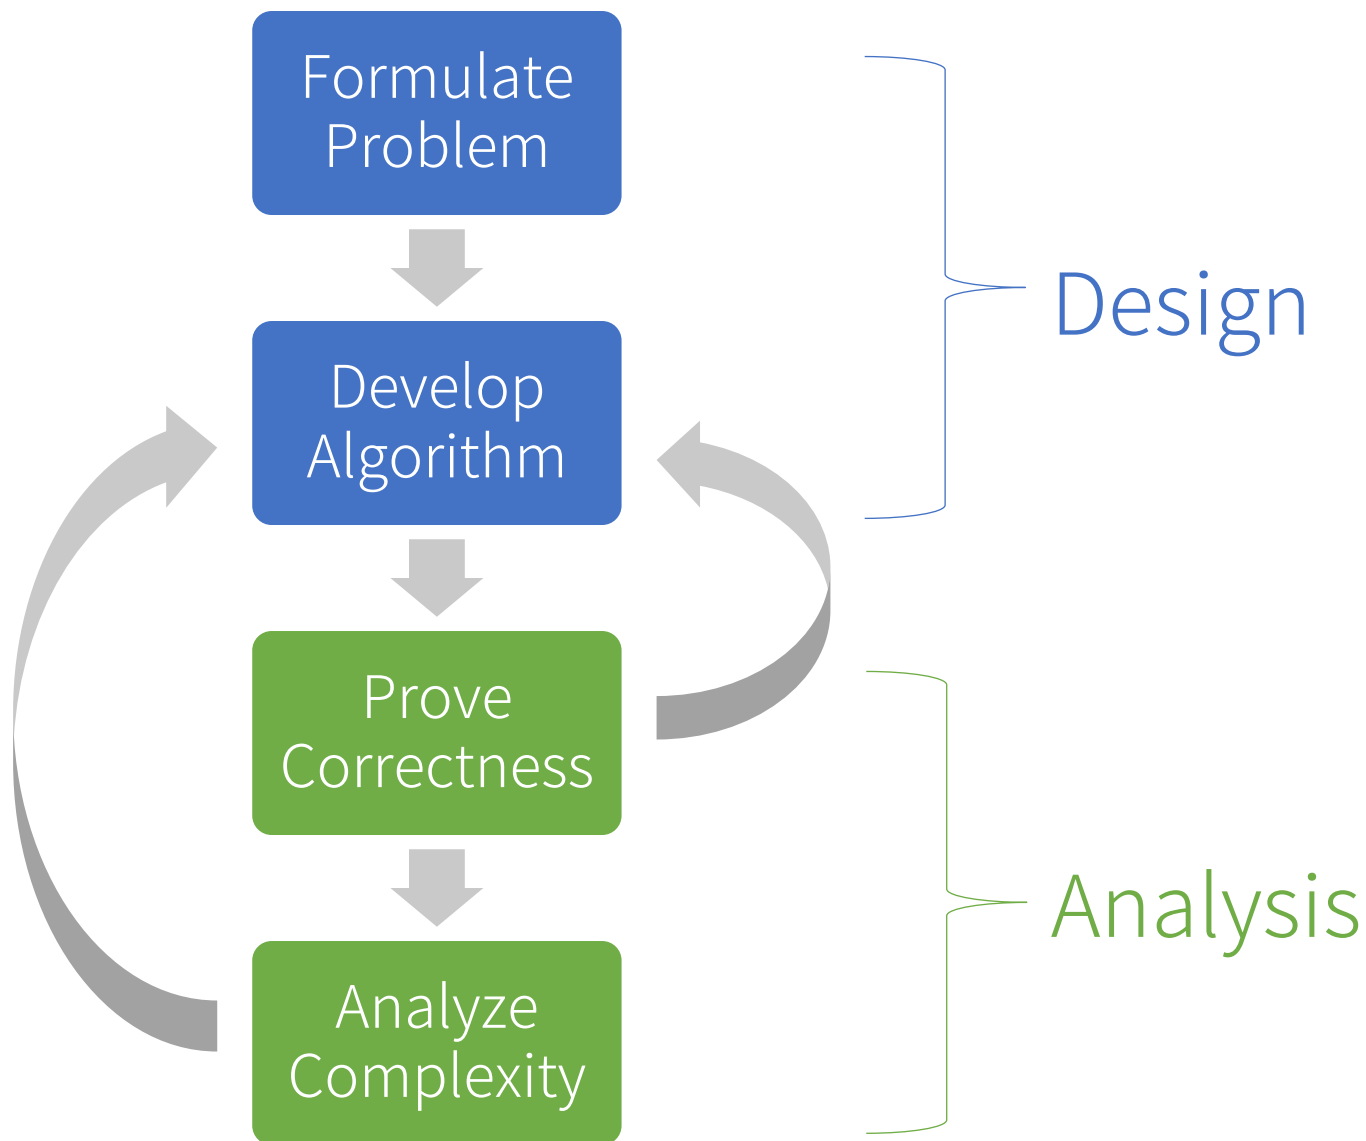 Formulate
Problem
Develop
Algorithm
Design
Prove
Correctness
Analyze
Complexity
Analysis